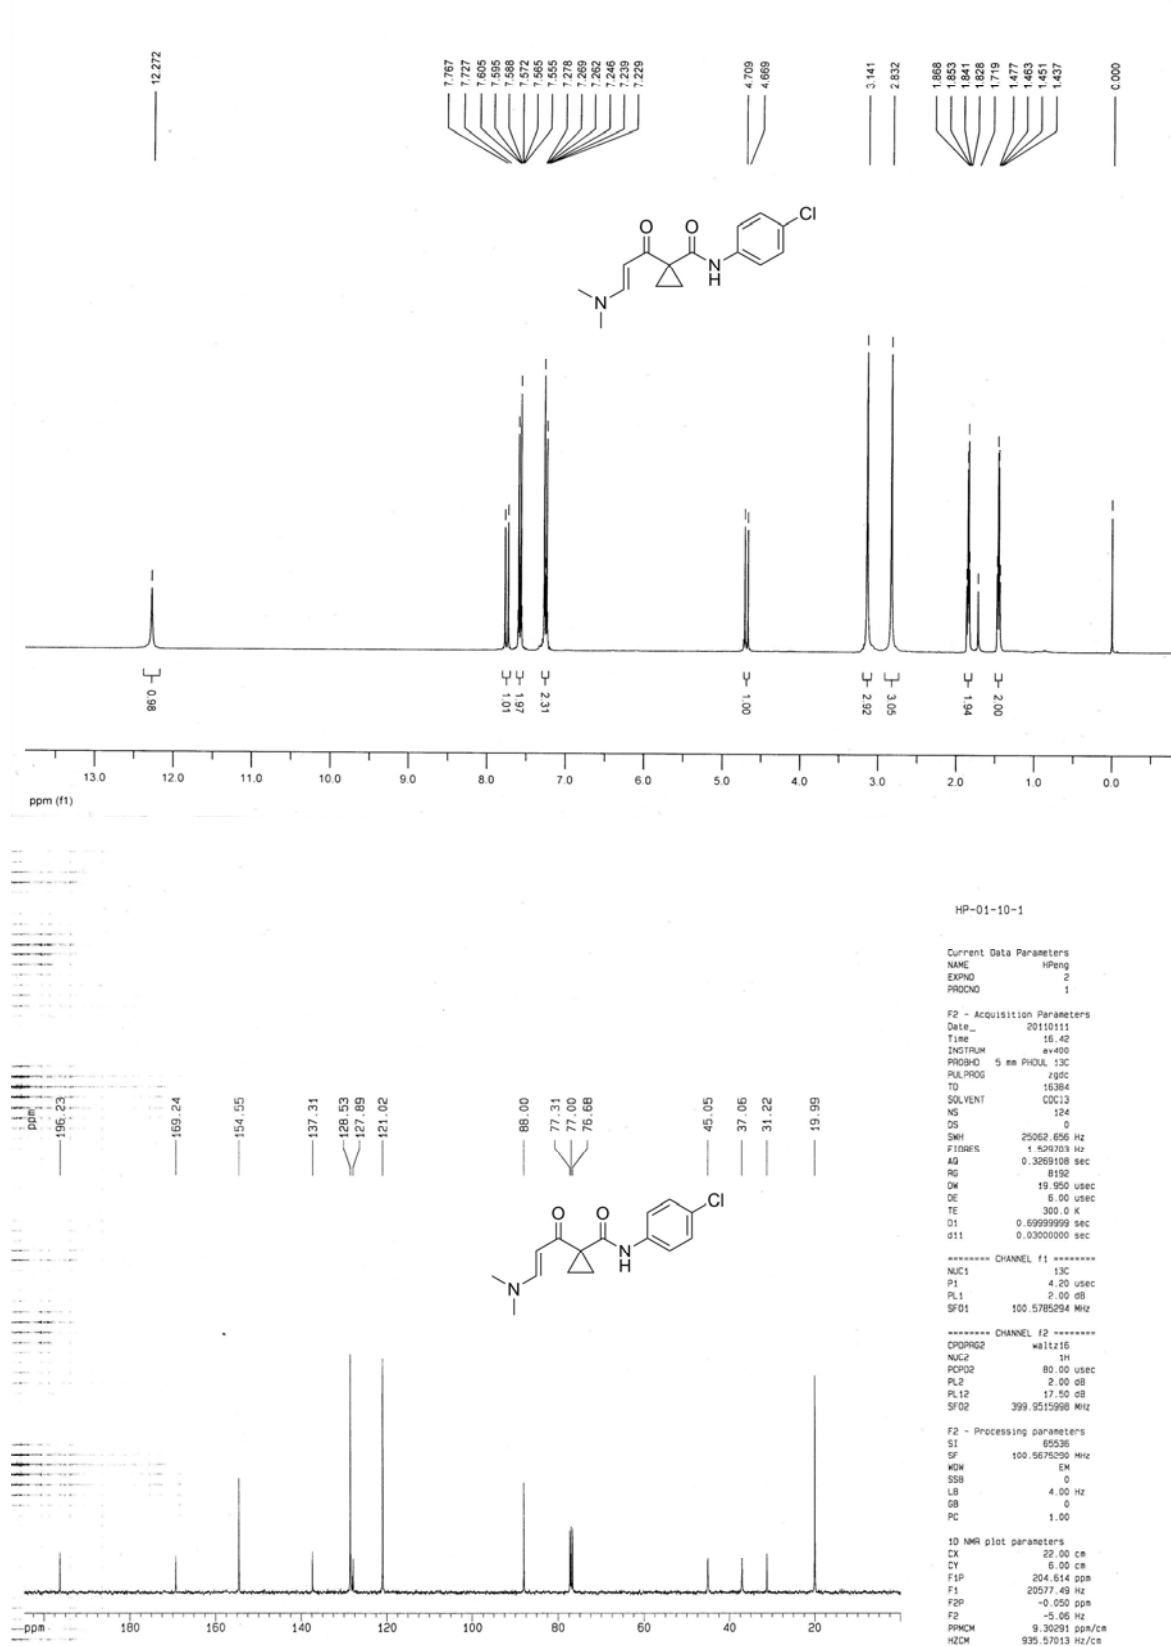 12.272
7.767
7.727
7.605
7.595
7.588
7.572
7.565
7.555
7.278
7.269
7.262
7.246
7.239
7.229
4.709
4.669
3.141
2.832
1.868
1.853
1.841
1.828
1.719
1.477
1.463
1.451
1.437
0.000
O O Cl
N
H
N
0.98 1.01 1.97 2.31 1.00 2.92 3.05 1.94 2.00
13.0 12.0 11.0 10.0 9.0 8.0 7.0 6.0 5.0 4.0 3.0 2.0 1.0 0.0
ppm (f1)
HP-01-10-1
Current Data Parameters
NAME HPeng
EXPNO 2
PROCNO 1
F2 - Acquisition Parameters
Date_ 20110111
Time 16.42
INSTRUM av400
PROBHD 5 mm PHOUL 13C
PULPROG zgdc
TD 16384
SOLVENT CDCl3
NS 124
DS 0
SWH 25062.656 Hz
FIDRES 1.529703 Hz
AQ 0.3269108 sec
RG 8192
DW 19.950 usec
DE 6.00 usec
TE 300.0 K
D1 0.69999999 sec
d11 0.03000000 sec
======== CHANNEL f1 ========
NUC1 13C
P1 4.20 usec
PL1 2.00 dB
SFO1 100.5785294 MHz
======== CHANNEL f2 ========
CPDPRG2 waltz16
NUC2 1H
PCPD2 80.00 usec
PL2 2.00 dB
PL12 17.50 dB
SFO2 399.9515998 MHz
F2 - Processing parameters
SI 65536
SF 100.5675290 MHz
WDW EM
SSB 0
LB 4.00 Hz
GB 0
PC 1.00
1D NMR plot parameters
CX 22.00 cm
CY 6.00 cm
F1P 204.614 ppm
F1 20577.49 Hz
F2P -0.050 ppm
F2 -5.06 Hz
PPMCM 9.30291 ppm/cm
HZCM 935.57013 Hz/cm
ppm
196.23
169.24
154.55
137.31
128.53
127.89
121.02
88.00
77.31
77.00
76.68
45.05
37.06
31.22
19.99
O O Cl
N
H
N
ppm 180 160 140 120 100 80 60 40 20 0